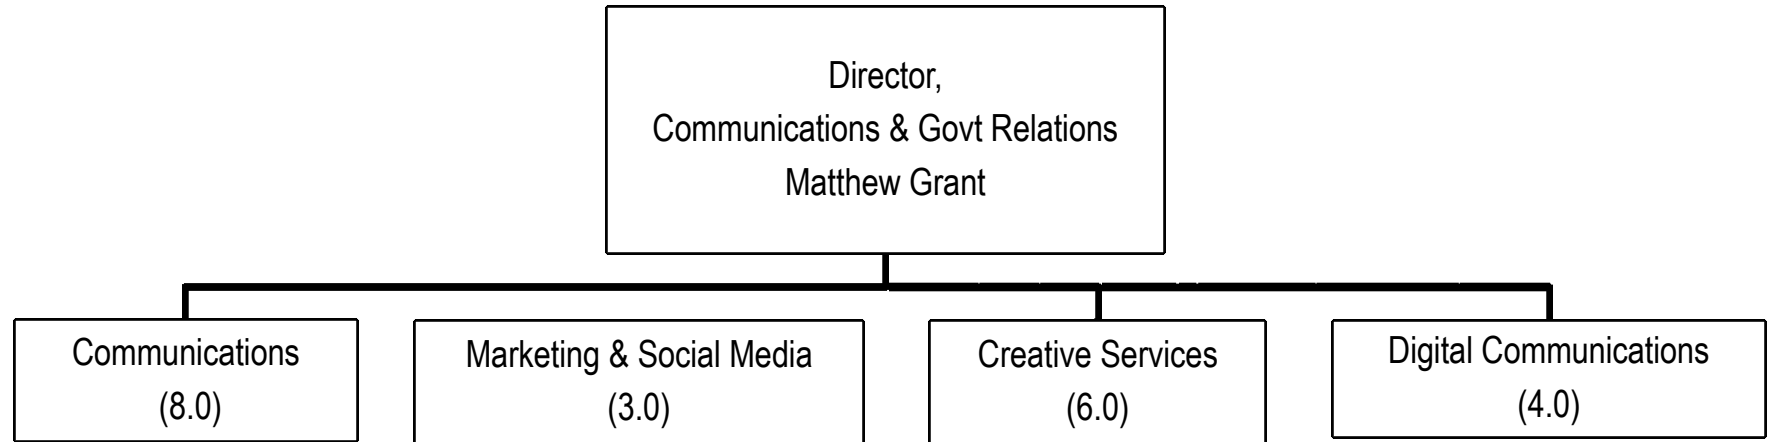 Director,
Communications & Govt Relations
Matthew Grant
Communications
(8.0)
Marketing & Social Media
(3.0)
Creative Services
(6.0)
Digital Communications
(4.0)